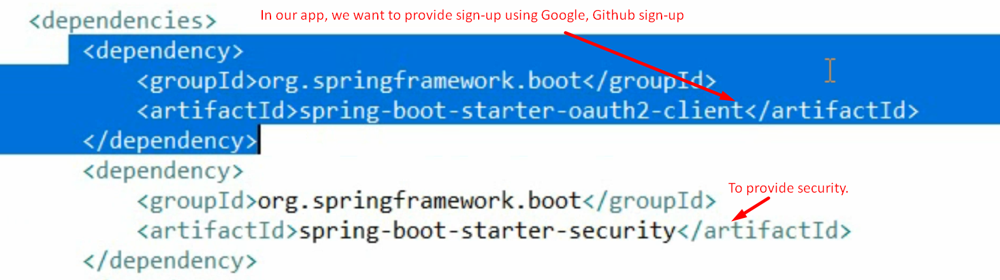 <dependencies>
In our app, we want to provide sign-up using Google, Github sign-up
<dependency>
<groupId>org.springframework.boot</groupId>
<artifactId>spring-boot-starter-oauth2-client</artifactId>
</dependency>
<dependency>
To provide security.
<groupId>org.springframework.boot</groupId>
<artifactId>spring-boot-starter-security</artifactId>
</dependency>